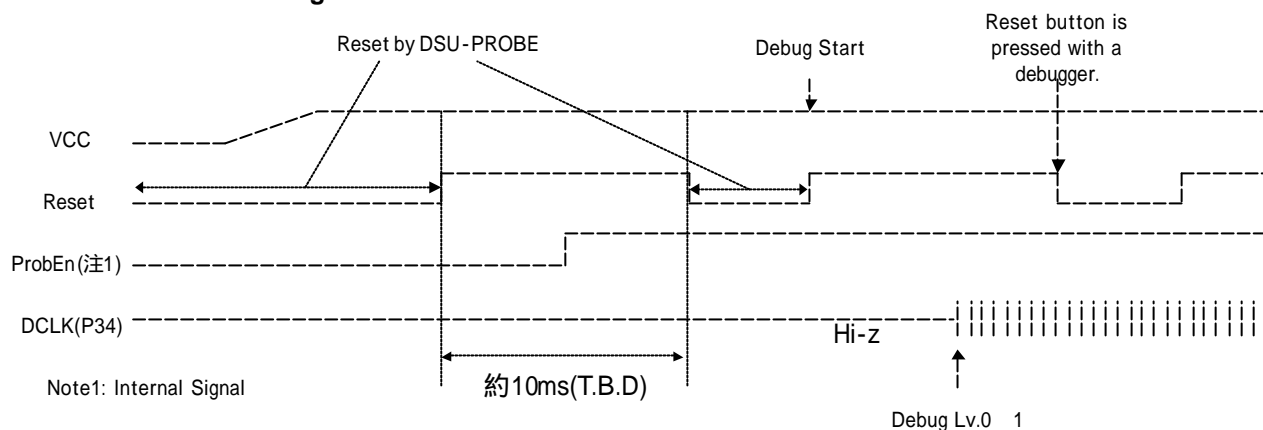 Reset by DSU-PROBE
Debug Start
Reset button is
pressed with a
debugger.
VCC
Reset
ProbEn(注1)
DCLK(P34)
Hi-z
Note1: Internal Signal
約10ms(T.B.D)
Debug Lv.0 1